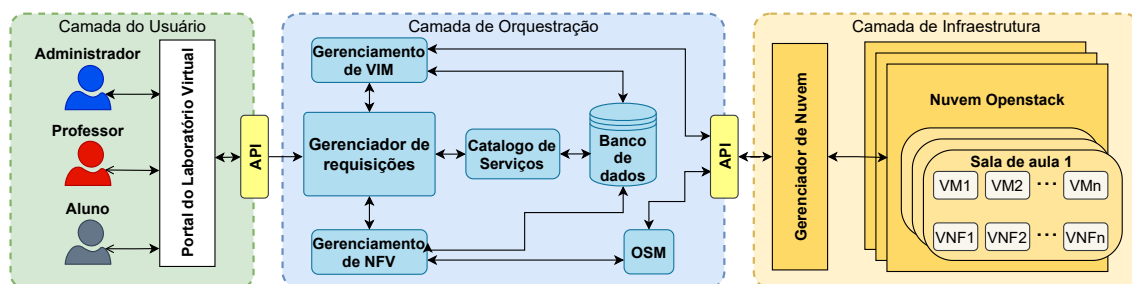 Camada do Usuário
Administrador
Professor
Aluno
Portal do Laboratório Virtual
API
Camada de Orquestração
Gerenciamento
de VIM
Gerenciador de
requisições
Catalogo de
Serviços
Banco
de
dados
Gerenciamento
de NFV
OSM
API
Camada de Infraestrutura
Gerenciador de Nuvem
Nuvem Openstack
Sala de aula 1
VM1 VM2 ··· VMn
VNF1 VNF2 ··· VNFn